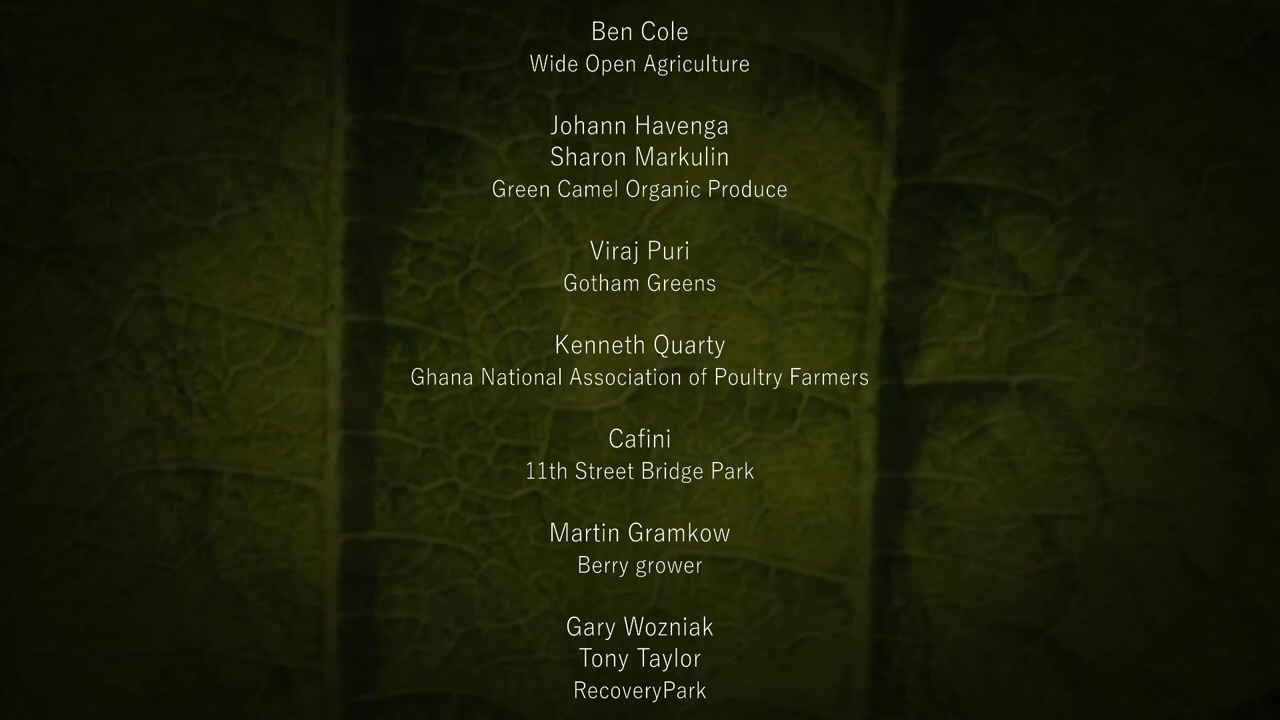 Ben Cole
Wide Open Agriculture
Johann Havenga
Sharon Markulin
Green Camel Organic Produce
Viraj Puri
Gotham Greens
Kenneth Quarty
Ghana National Association of Poultry Farmers
Cafini
11th Street Bridge Park
Martin Gramkow
Berry grower
Gary Wozniak
Tony Taylor
RecoveryPark